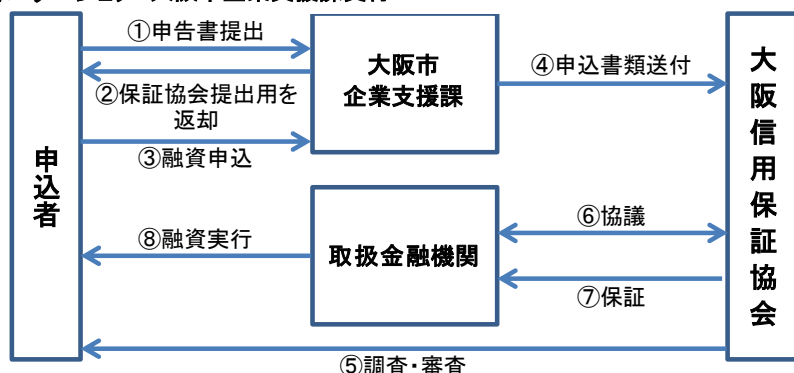 ①申告書提出
②保証協会提出用を
返却
③融資申込
大阪市
企業支援課
④申込書類送付
申込者
大阪信用保証協会
⑥協議
⑧融資実行
取扱金融機関
⑦保証
⑤調査・審査